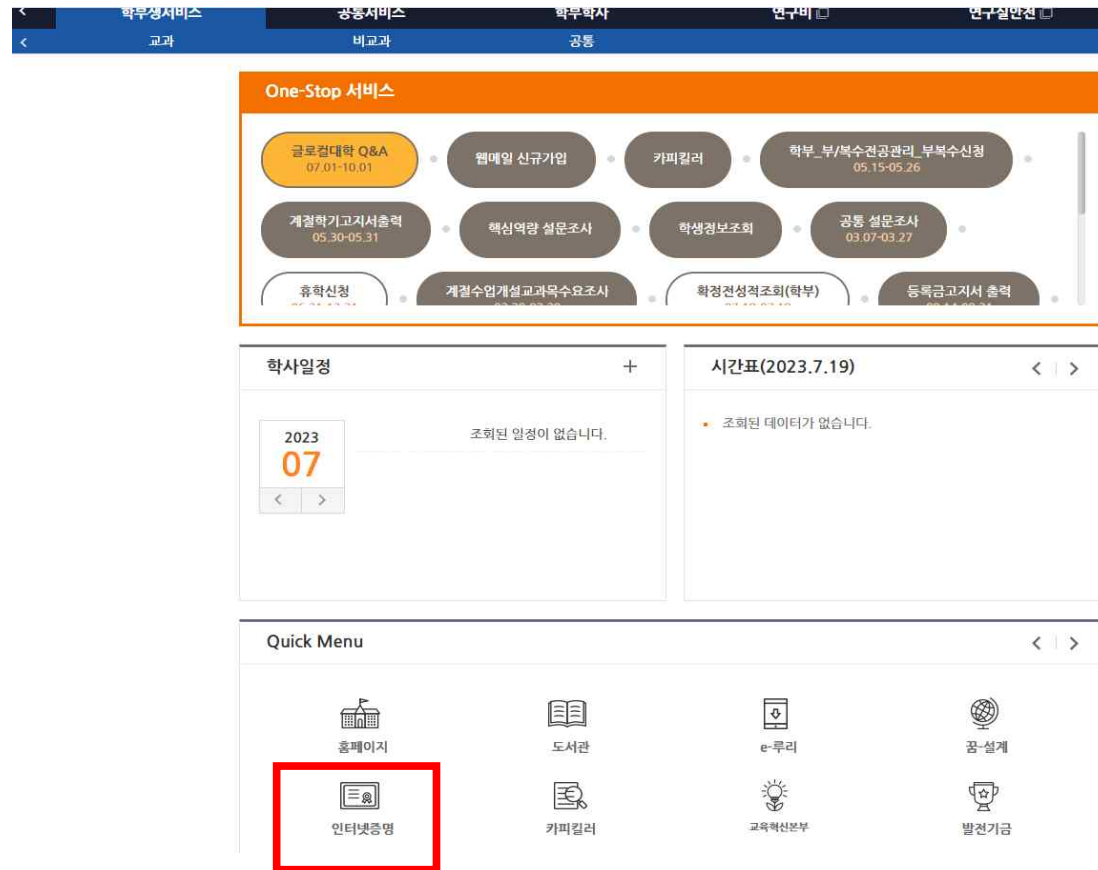 학부생서비스 공통서비스 학부학사 연구비 연구실안전
교과 비교과 공통
One-Stop 서비스
글로컬대학 Q&A 웹메일 신규가입 카피킬러 학부_부/복수전공관리_부복수신청
07.01-10.01 05.15-05.26
계절학기고지서출력 핵심역량 설문조사 학생정보조회 공통 설문조사
05.30-05.31 03.07-03.27
휴학신청 계절수업개설교과목수요조사 확정전성적조회(학부) 등록금고지서 출력
학사일정 + 시간표(2023.7.19)
2023
07
조회된 일정이 없습니다.
조회된 데이터가 없습니다.
Quick Menu
홈페이지 도서관 e-루리 꿈-설계
인터넷증명 카피킬러 교육혁신본부 발전기금